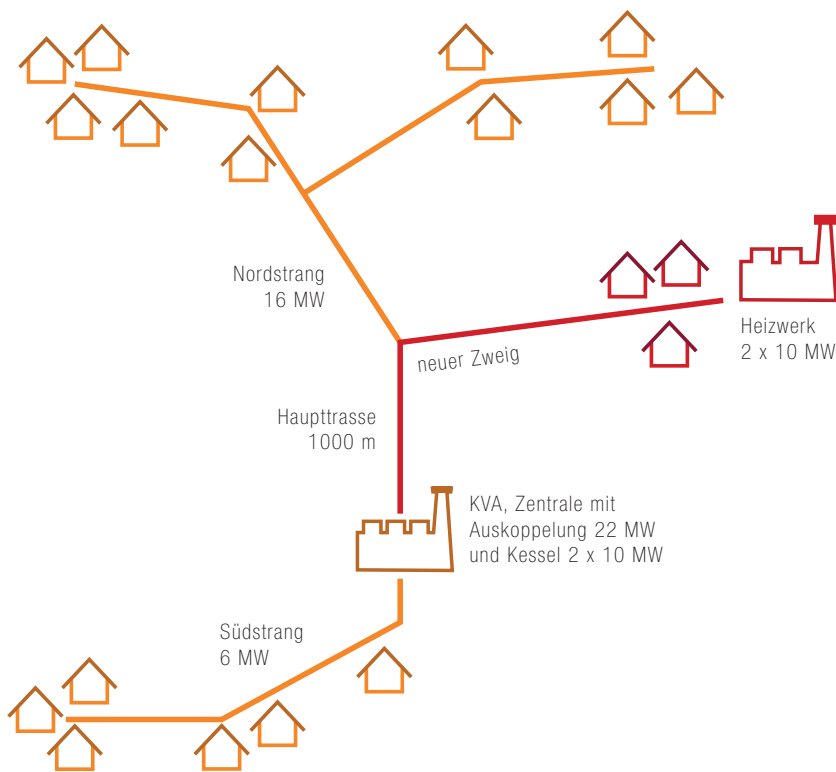 Nordstrang
16 MW
Heizwerk
2 x 10 MW
neuer Zweig
Haupttrasse
1000 m
KVA, Zentrale mit
Auskoppelung 22 MW
und Kessel 2 x 10 MW
Südstrang
6 MW